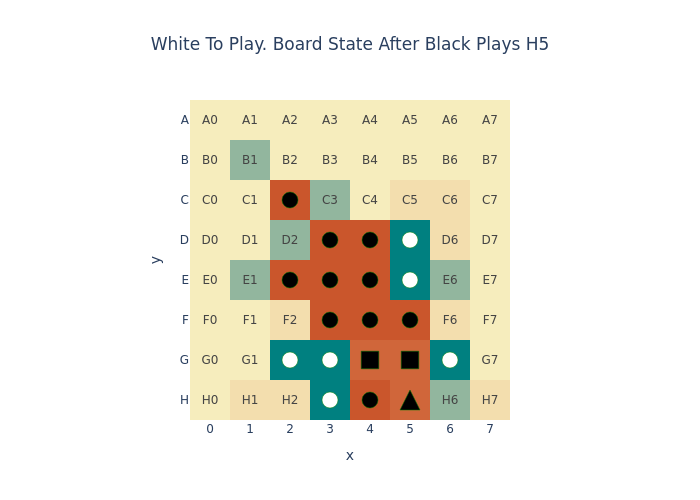 White To Play. Board State After Black Plays H5
A A0 A1 A2 A3 A4 A5 A6 A7
B B0 B1 B2 B3 B4 B5 B6 B7
C C0 C1 C3 C4 C5 C6 C7
D D0 D1 D2 D6 D7
E E0 E1 E6 E7
F F0 F1 F2 F6 F7
G G0 G1 G7
H H0 H1 H2 H6 H7
0 1 2 3 4 5 6 7
x
y